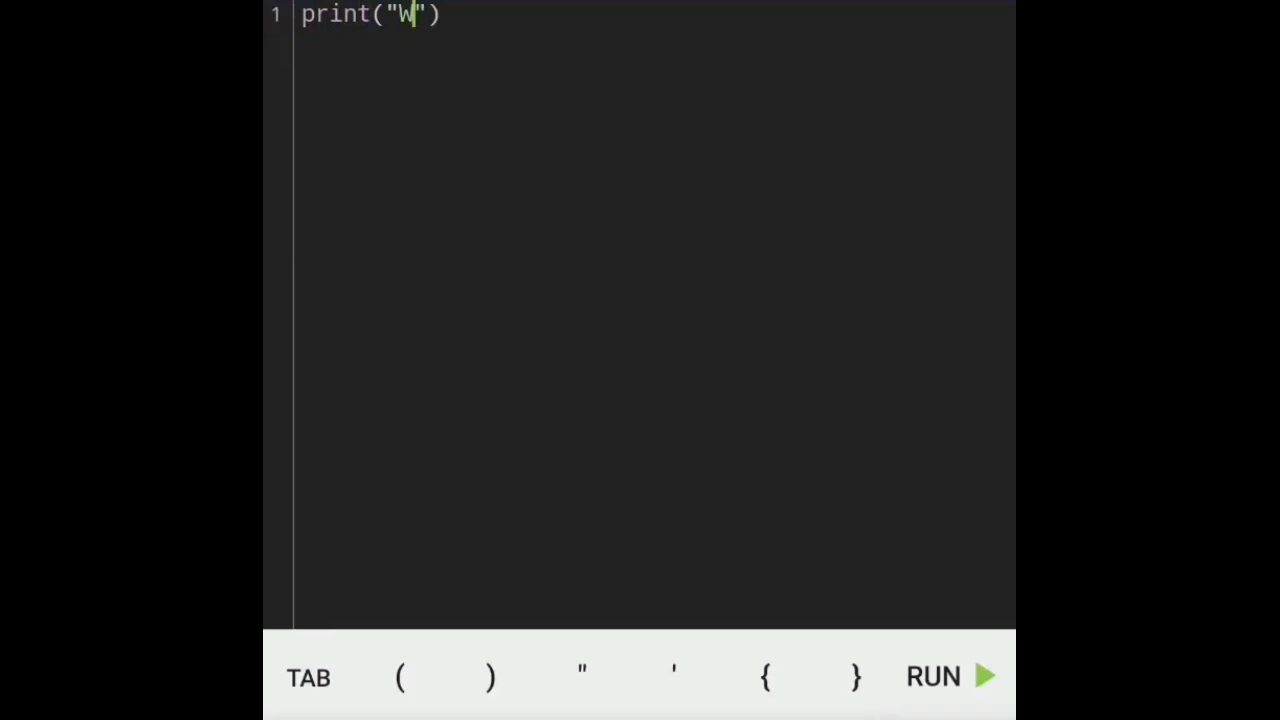 1 print("W")
TAB ( ) " ' { } RUN